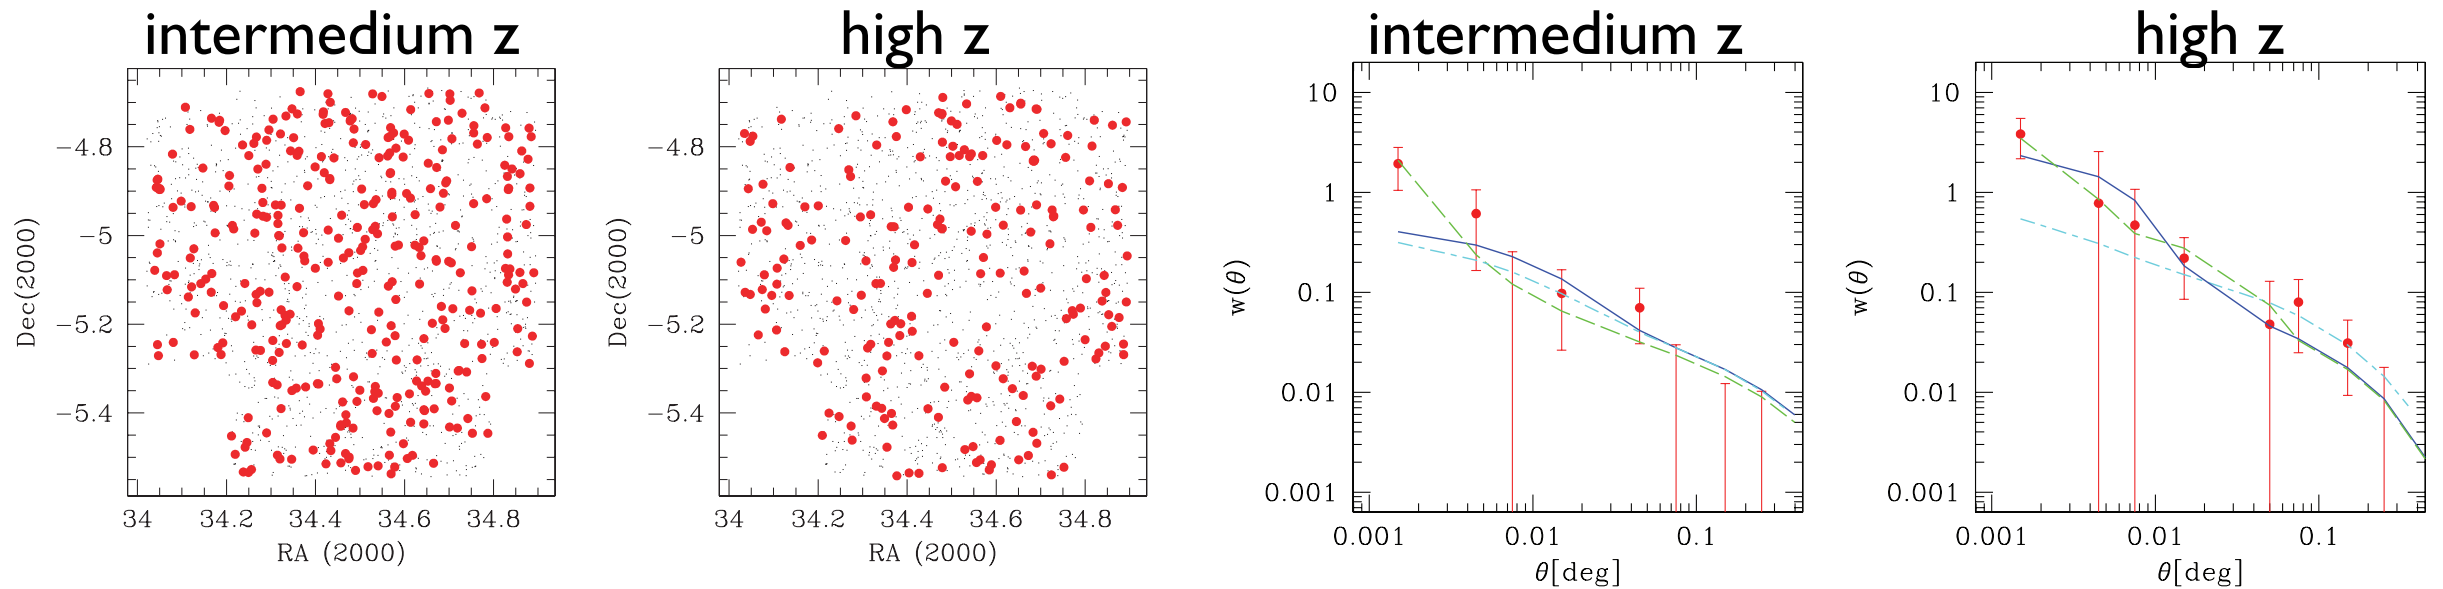 intermedium z
high z
intermedium z
high z
Dec(2000)
−4.8
−5
−5.2
−5.4
34
34.2
34.4
34.6
34.8
RA (2000)
Dec(2000)
−4.8
−5
−5.2
−5.4
34
34.2
34.4
34.6
34.8
RA (2000)
w(θ)
10
1
0.1
0.01
0.001
0.001
0.01
0.1
θ[deg]
w(θ)
10
1
0.1
0.01
0.001
0.001
0.01
0.1
θ[deg]